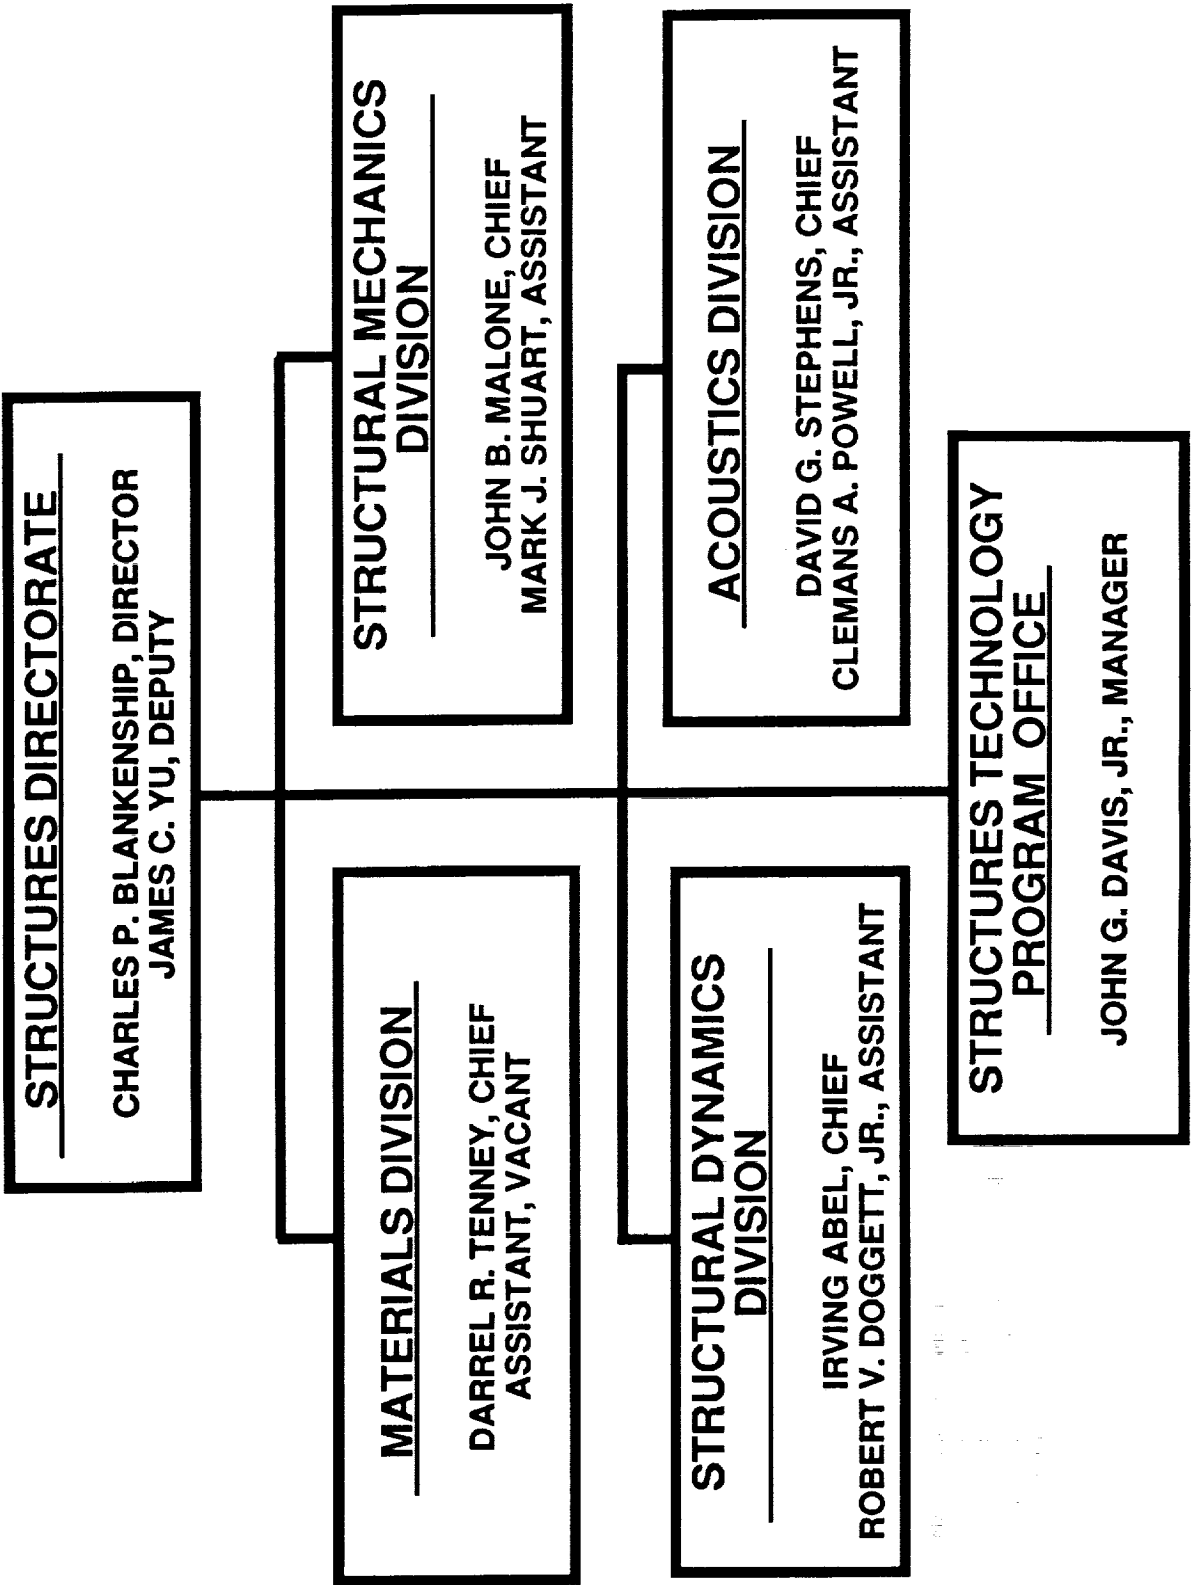 STRUCTURES DIRECTORATE
CHARLES P. BLANKENSHIP, DIRECTOR
JAMES C. YU, DEPUTY
MATERIALS DIVISION
DARREL R. TENNEY, CHIEF
ASSISTANT, VACANT
STRUCTURAL MECHANICS
DIVISION
JOHN B. MALONE, CHIEF
MARK J. SHUART, ASSISTANT
STRUCTURAL DYNAMICS
DIVISION
IRVING ABEL, CHIEF
ROBERT V. DOGGETT, JR., ASSISTANT
ACOUSTICS DIVISION
DAVID G. STEPHENS, CHIEF
CLEMANS A. POWELL, JR., ASSISTANT
STRUCTURES TECHNOLOGY
PROGRAM OFFICE
JOHN G. DAVIS, JR., MANAGER